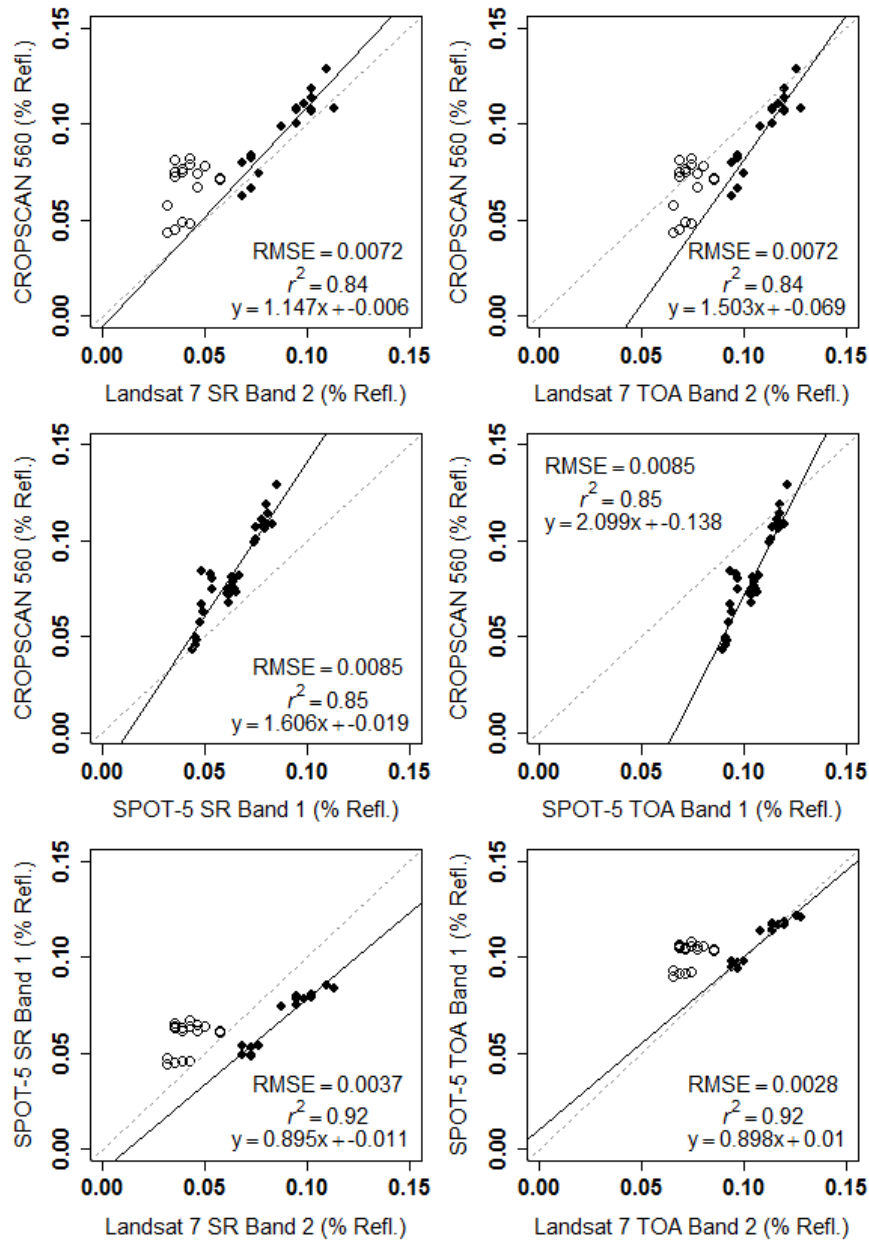 CROPSCAN 560 (% Refl.)
0.00 0.05 0.10 0.15
RMSE = 0.0072
r² = 0.84
y = 1.147x + -0.006
0.00 0.05 0.10 0.15
Landsat 7 SR Band 2 (% Refl.)
CROPSCAN 560 (% Refl.)
0.00 0.05 0.10 0.15
RMSE = 0.0072
r² = 0.84
y = 1.503x + -0.069
0.00 0.05 0.10 0.15
Landsat 7 TOA Band 2 (% Refl.)
CROPSCAN 560 (% Refl.)
0.00 0.05 0.10 0.15
RMSE = 0.0085
r² = 0.85
y = 1.606x + -0.019
0.00 0.05 0.10 0.15
SPOT-5 SR Band 1 (% Refl.)
CROPSCAN 560 (% Refl.)
0.00 0.05 0.10 0.15
RMSE = 0.0085
r² = 0.85
y = 2.099x + -0.138
0.00 0.05 0.10 0.15
SPOT-5 TOA Band 1 (% Refl.)
SPOT-5 SR Band 1 (% Refl.)
0.00 0.05 0.10 0.15
RMSE = 0.0037
r² = 0.92
y = 0.895x + -0.011
0.00 0.05 0.10 0.15
Landsat 7 SR Band 2 (% Refl.)
SPOT-5 TOA Band 1 (% Refl.)
0.00 0.05 0.10 0.15
RMSE = 0.0028
r² = 0.92
y = 0.898x + 0.01
0.00 0.05 0.10 0.15
Landsat 7 TOA Band 2 (% Refl.)